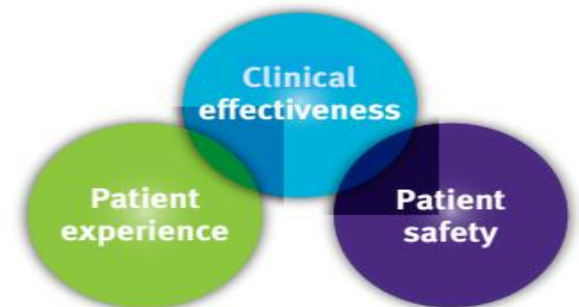 Clinical
effectiveness
Patient
experience
Patient
safety